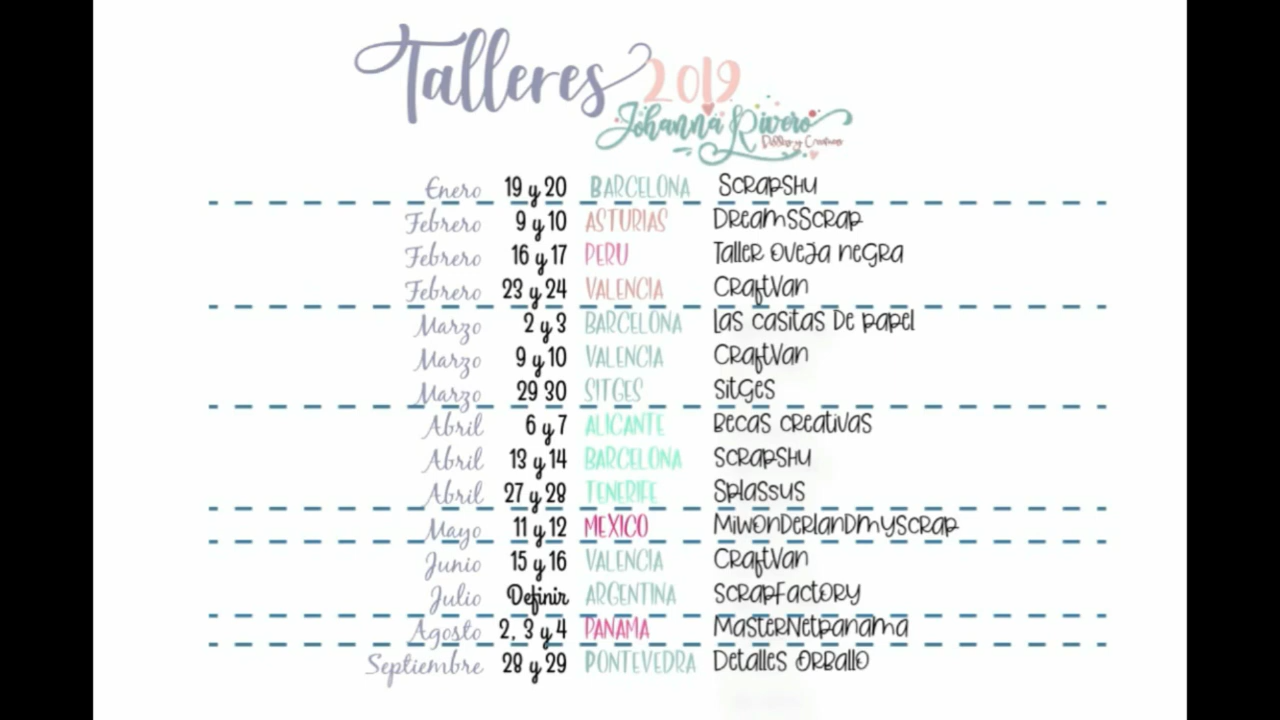 Talleres 2019
Johanna Rivero
Enero 19 y 20 BARCELONA ScrapSHy
Febrero 9 y 10 ASTURIAS DreamSScrap
Febrero 16 y 17 PERU Taller oveja negra
Febrero 23 y 24 VALENCIA CraftVan
Marzo 2 y 3 BARCELONA Las casitas De papel
Marzo 9 y 10 VALENCIA CraftVan
Marzo 29 30 SITGES Sitges
Abril 6 y 7 ALICANTE Becas creativas
Abril 13 y 14 BARCELONA ScrapSHy
Abril 27 y 28 TENERIFE Splassus
Mayo 11 y 12 MEXICO MiWonDerlanDmyScrap
Junio 15 y 16 VALENCIA CraftVan
Julio Definir ARGENTINA ScrapFactory
Agosto 2, 3 y 4 PANAMA MasterNetpanama
Septiembre 28 y 29 PONTEVEDRA Detalles Orballo